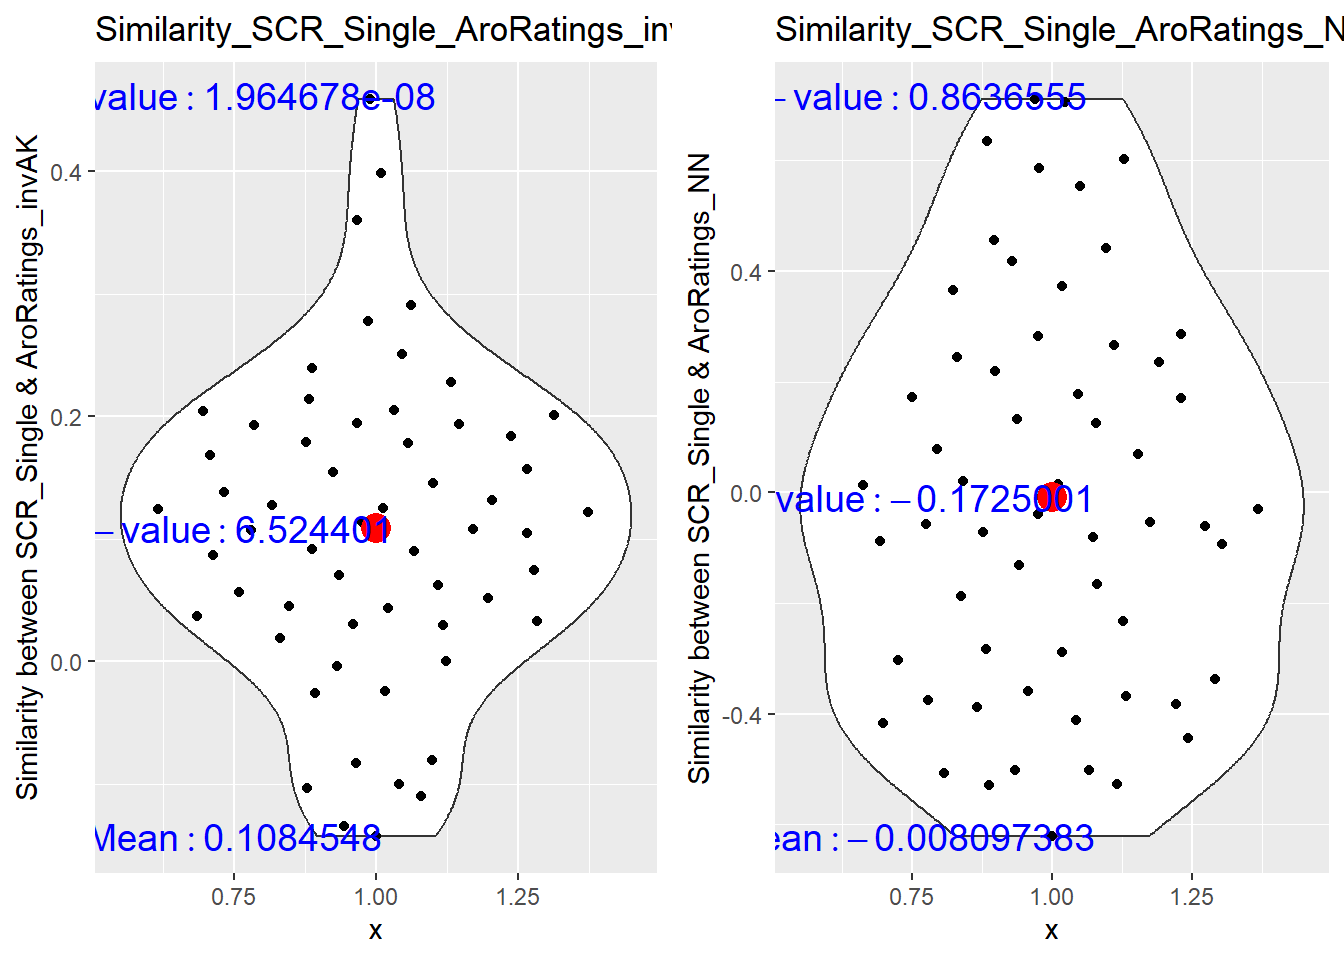 Similarity_SCR_Single_AroRatings_inv
value : 1.964678e-08
Similarity between SCR_Single & AroRatings_invAK
0.4
0.2
- value : 6.524401
0.0
Mean : 0.1084548
0.75 1.00 1.25
x
Similarity_SCR_Single_AroRatings_N
- value : 0.8636555
Similarity between SCR_Single & AroRatings_NN
0.4
0.0
value : -0.1725001
-0.4
ean : -0.008097383
0.75 1.00 1.25
x